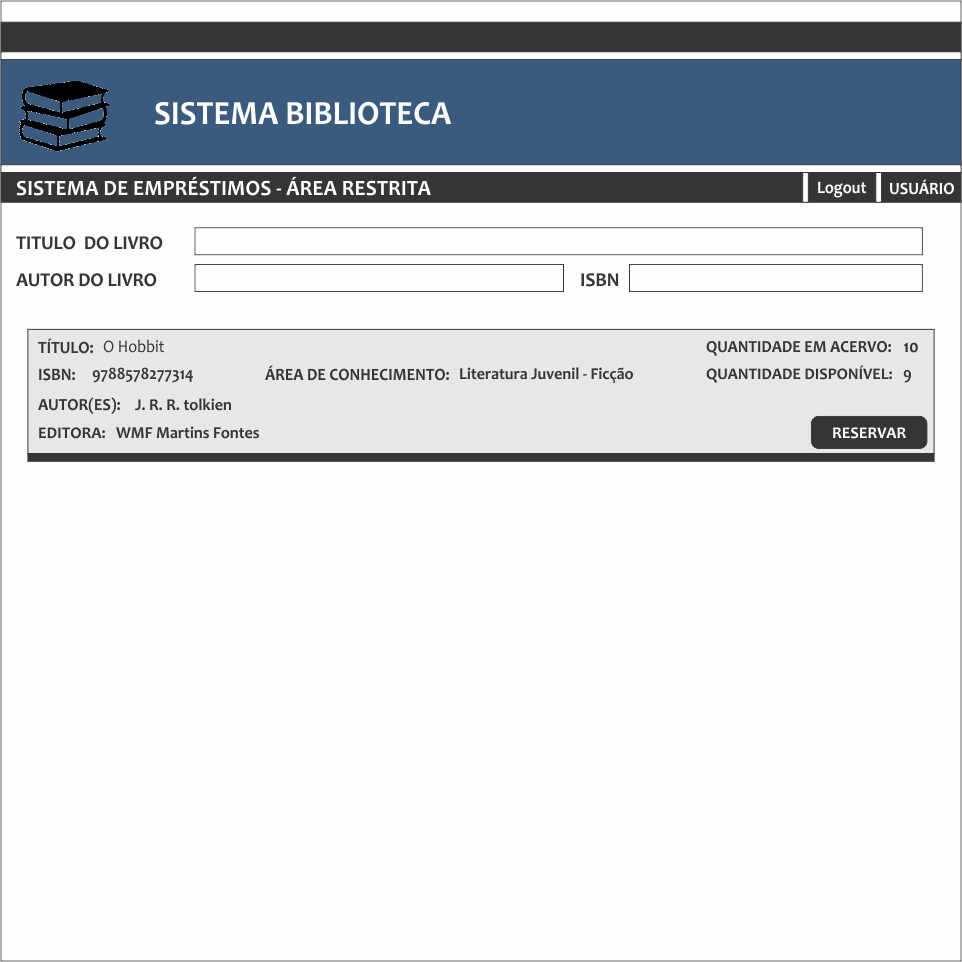 SISTEMA BIBLIOTECA
SISTEMA DE EMPRÉSTIMOS - ÁREA RESTRITA Logout USUÁRIO
TITULO DO LIVRO
AUTOR DO LIVRO ISBN
TÍTULO: O Hobbit QUANTIDADE EM ACERVO: 10
ISBN: 9788578277314 ÁREA DE CONHECIMENTO: Literatura Juvenil - Ficção QUANTIDADE DISPONÍVEL: 9
AUTOR(ES): J. R. R. tolkien
EDITORA: WMF Martins Fontes RESERVAR